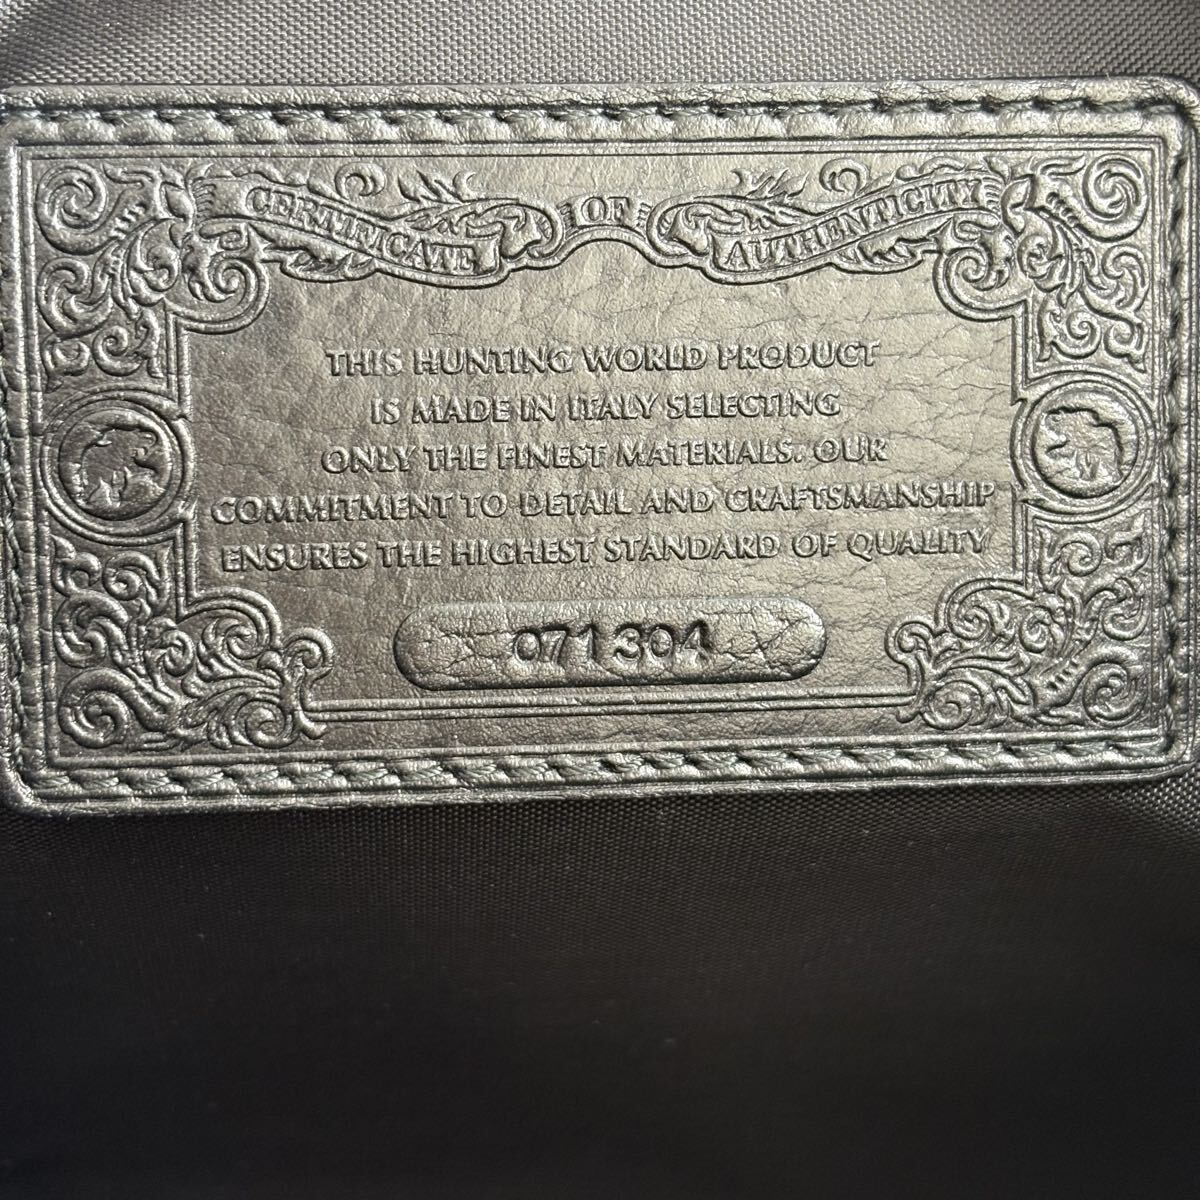 CERTIFICATE OF AUTHENTICITY
THIS HUNTING WORLD PRODUCT
IS MADE IN ITALY SELECTING
ONLY THE FINEST MATERIALS. OUR
COMMITMENT TO DETAIL AND CRAFTSMANSHIP
ENSURES THE HIGHEST STANDARD OF QUALITY
071304